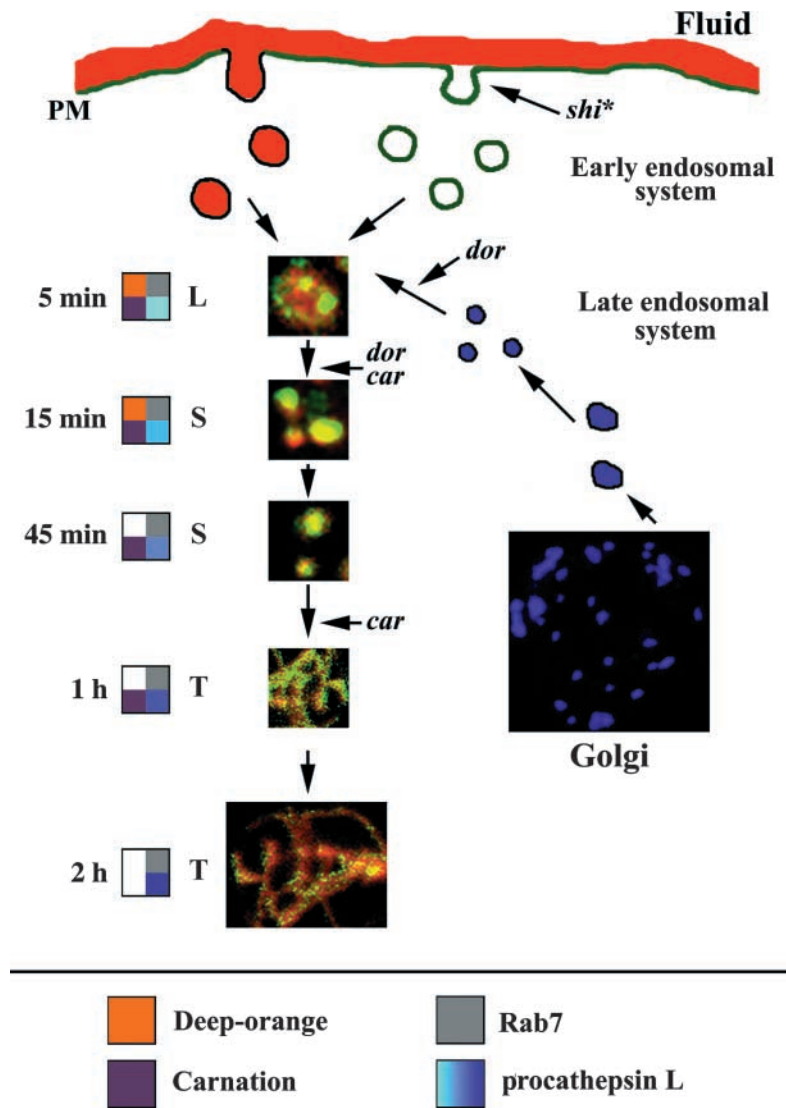 Fluid
PM
shi*
Early endosomal
system
dor
5 min
L
Late endosomal
system
dor
car
15 min
S
45 min
S
car
1 h
T
Golgi
2 h
T
Deep-orange
Rab7
Carnation
procathepsin L